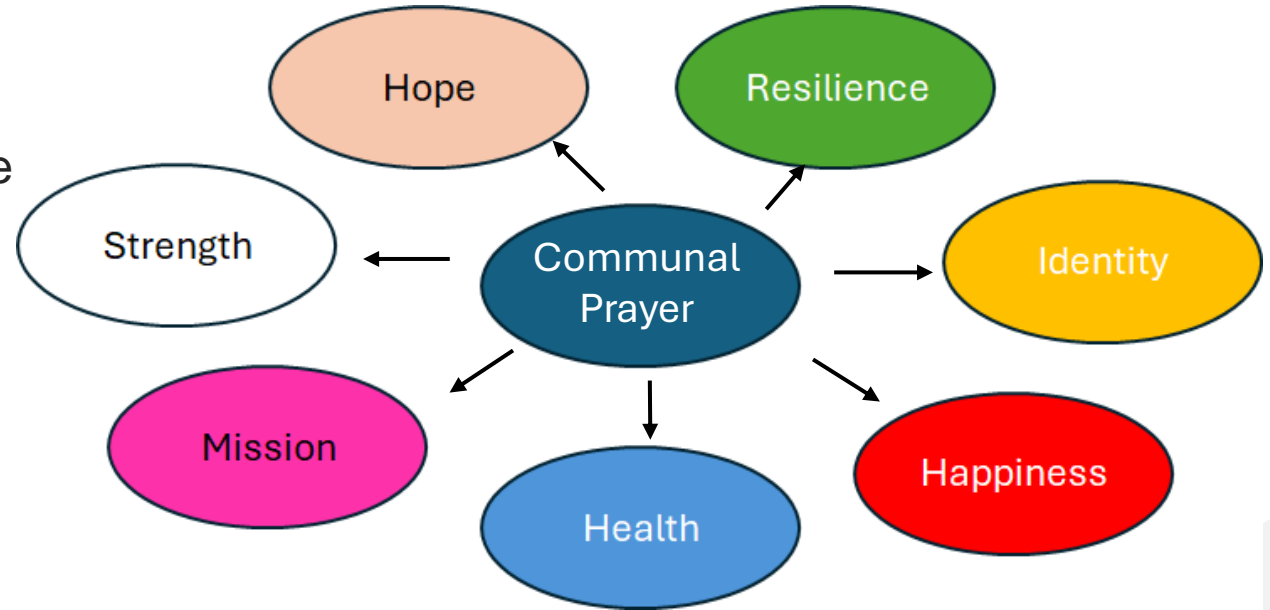 Hope
Resilience
e
Strength
Communal
Prayer
Identity
Mission
Happiness
Health